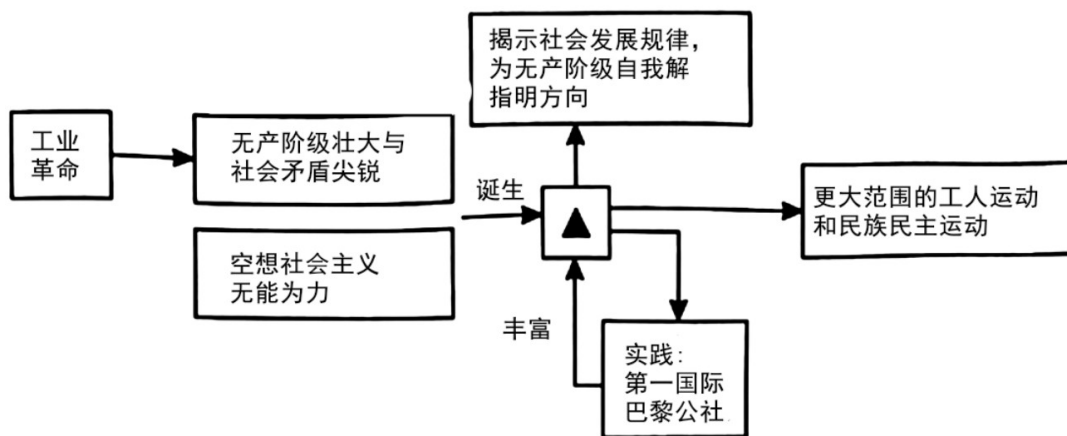 揭示社会发展规律，
为无产阶级自我解
指明方向
工业
革命
无产阶级壮大与
社会矛盾尖锐
诞生
更大范围的工人运动
和民族民主运动
空想社会主义
无能为力
丰富
实践：
第一国际
巴黎公社